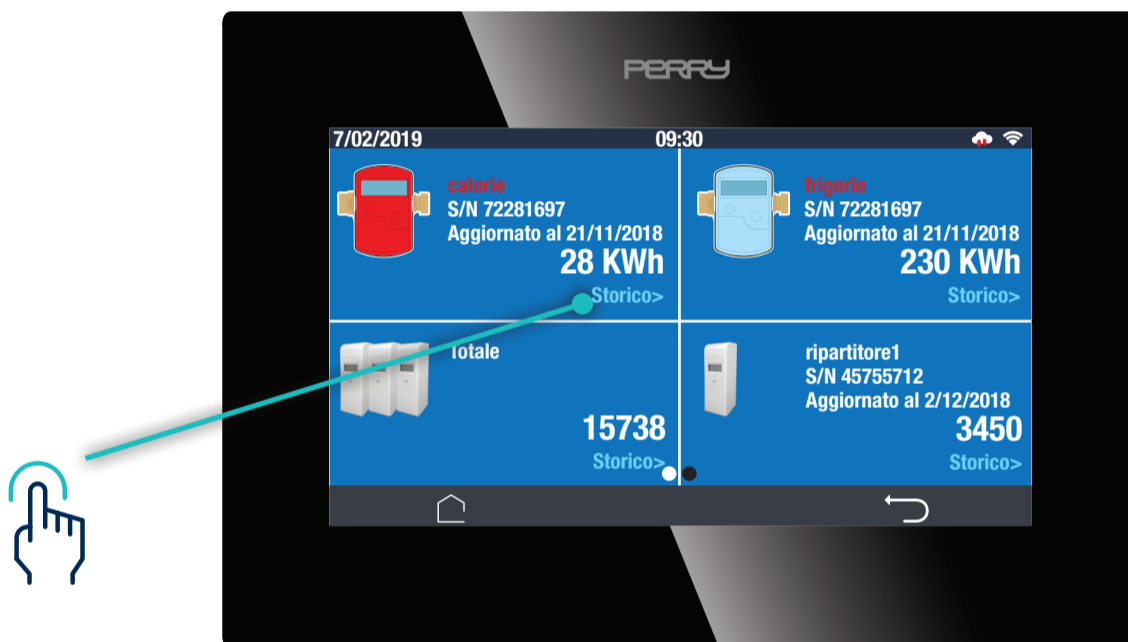 PERRY
7/02/2019 09:30
calorie
S/N 72281697
Aggiornato al 21/11/2018
28 KWh
Storico>
frigorie
S/N 72281697
Aggiornato al 21/11/2018
230 KWh
Storico>
Totale
15738
Storico>
ripartitore1
S/N 45755712
Aggiornato al 2/12/2018
3450
Storico>